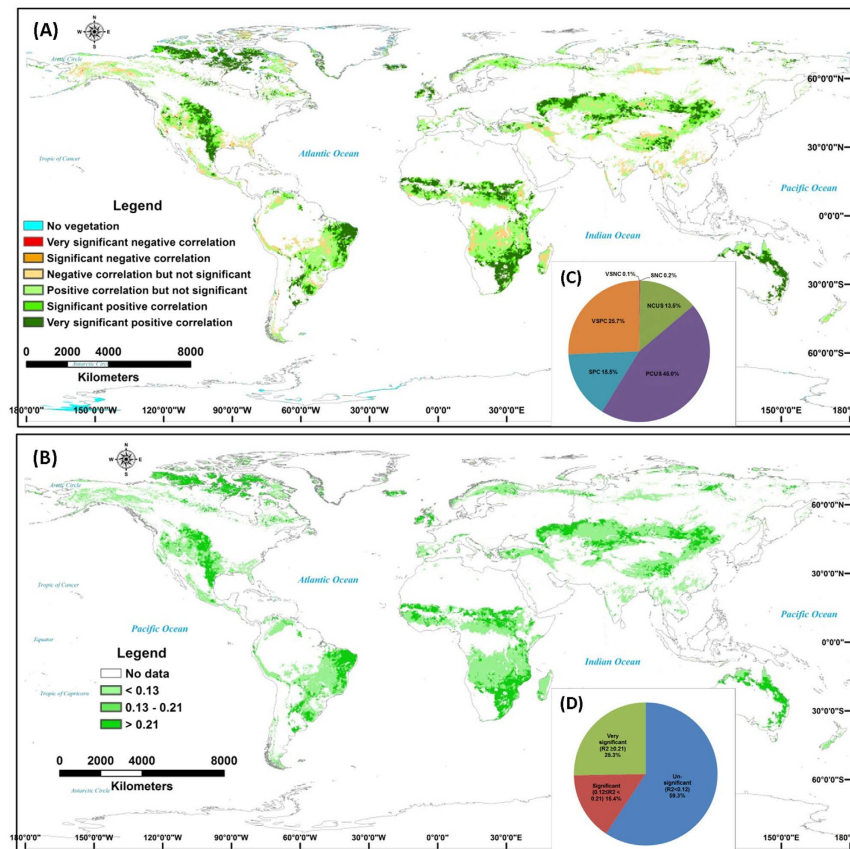 (A)
N
W E
S
Arctic Circle
60°0'0"N
Atlantic Ocean
30°0'0"N
Tropic of Cancer
Pacific Ocean
Legend
0°0'0"
No vegetation
Indian Ocean
Very significant negative correlation
Significant negative correlation
Negative correlation but not significant
Positive correlation but not significant
Significant positive correlation
Very significant positive correlation
30°0'0"S
0 2000 4000 8000
Kilometers
60°0'0"S
(C)
VSNC 0.1%
SNC 0.2%
NCUS 13.5%
VSPC 25.7%
SPC 15.5%
PCUS 45.0%
180°0'0"W 150°0'0"W 120°0'0"W 90°0'0"W 60°0'0"W 30°0'0"W 0°0'0" 30°0'0"E 150°0'0"E
(B)
N
W E
S
Arctic Circle
60°0'0"N
Atlantic Ocean
30°0'0"N
Tropic of Cancer
Pacific Ocean
Pacific Ocean
Equator
0°0'0"
Legend
Indian Ocean
No data
< 0.13
0.13 - 0.21
> 0.21
Tropic of Capricorn
30°0'0"S
0 2000 4000 8000
Kilometers
60°0'0"S
Antarctic Circle
(D)
Very
significant
(R2 ≥0.21)
Un-
significant
(R2<0.12)
59.3%
Significant
(0.12≤R2 <
0.21) 15.4%
180°0'0"W 150°0'0"W 120°0'0"W 90°0'0"W 60°0'0"W 30°0'0"W 0°0'0" 30°0'0"E 150°0'0"E